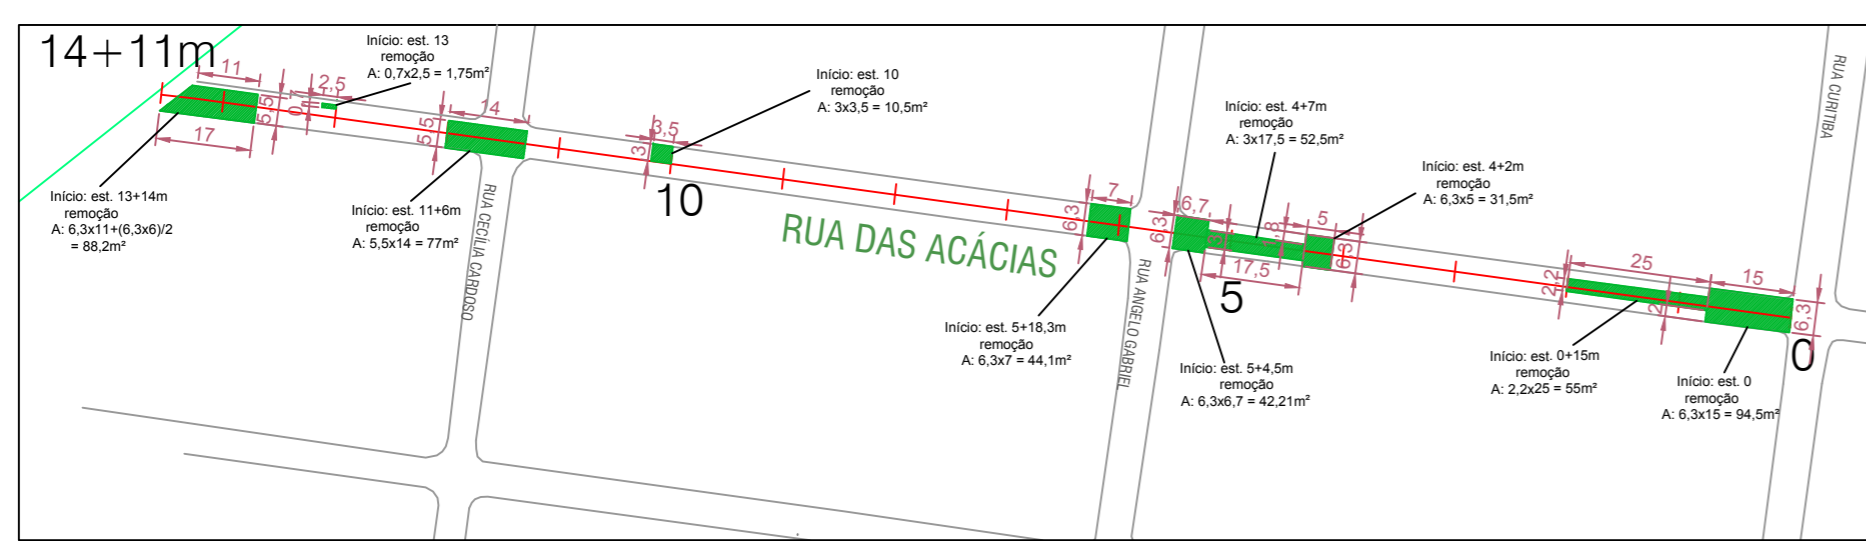 14+11m
Início: est. 13
remoção
A: 0,7x2,5 = 1,75m²
Início: est. 10
remoção
A: 3x3,5 = 10,5m²
Início: est. 4+7m
remoção
A: 3x17,5 = 52,5m²
Início: est. 4+2m
remoção
A: 6,3x5 = 31,5m²
RUA CURITIBA
11
2,5
0,7
5,5
17
14
5,5
3,5
3
10
7
6,3
6,7
6,3
3
17,5
1,8
5
6,3
5
25
15
2,2
2
6,3
0
RUA DAS ACÁCIAS
RUA CECÍLIA CARDOSO
RUA ANGELO GABRIEL
Início: est. 13+14m
remoção
A: 6,3x11+(6,3x6)/2
= 88,2m²
Início: est. 11+6m
remoção
A: 5,5x14 = 77m²
Início: est. 5+18,3m
remoção
A: 6,3x7 = 44,1m²
Início: est. 5+4,5m
remoção
A: 6,3x6,7 = 42,21m²
Início: est. 0+15m
remoção
A: 2,2x25 = 55m²
Início: est. 0
remoção
A: 6,3x15 = 94,5m²